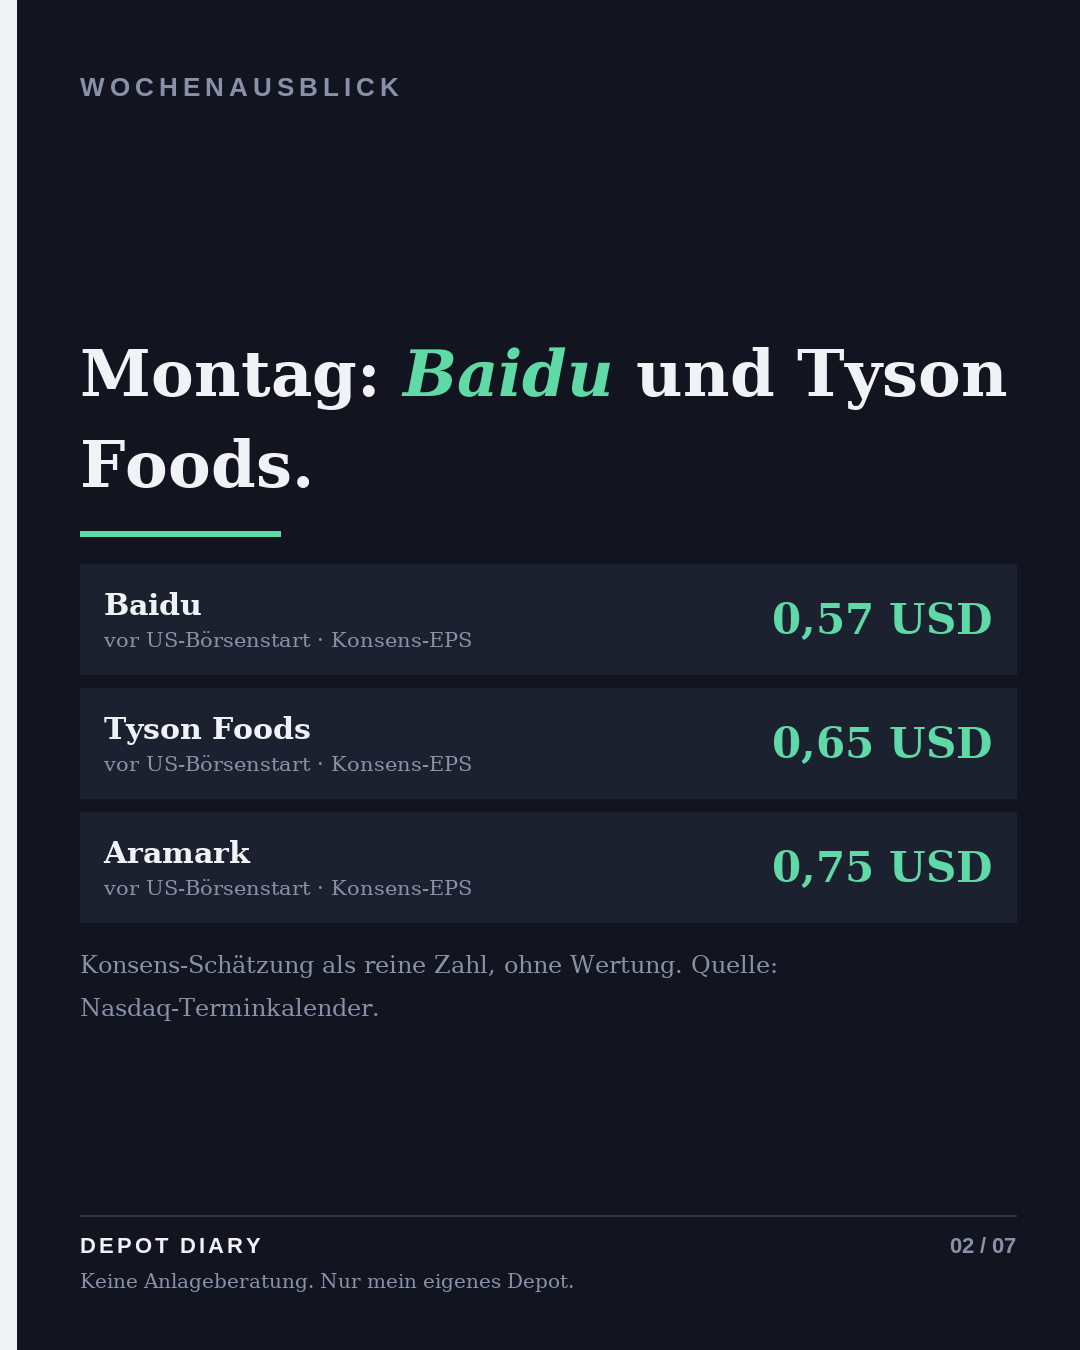 WOCHENAUSBLICK
Montag: Baidu und Tyson
Foods.
Baidu
vor US-Börsenstart · Konsens-EPS
0,57 USD
Tyson Foods
vor US-Börsenstart · Konsens-EPS
0,65 USD
Aramark
vor US-Börsenstart · Konsens-EPS
0,75 USD
Konsens-Schätzung als reine Zahl, ohne Wertung. Quelle:
Nasdaq-Terminkalender.
DEPOT DIARY
02 / 07
Keine Anlageberatung. Nur mein eigenes Depot.